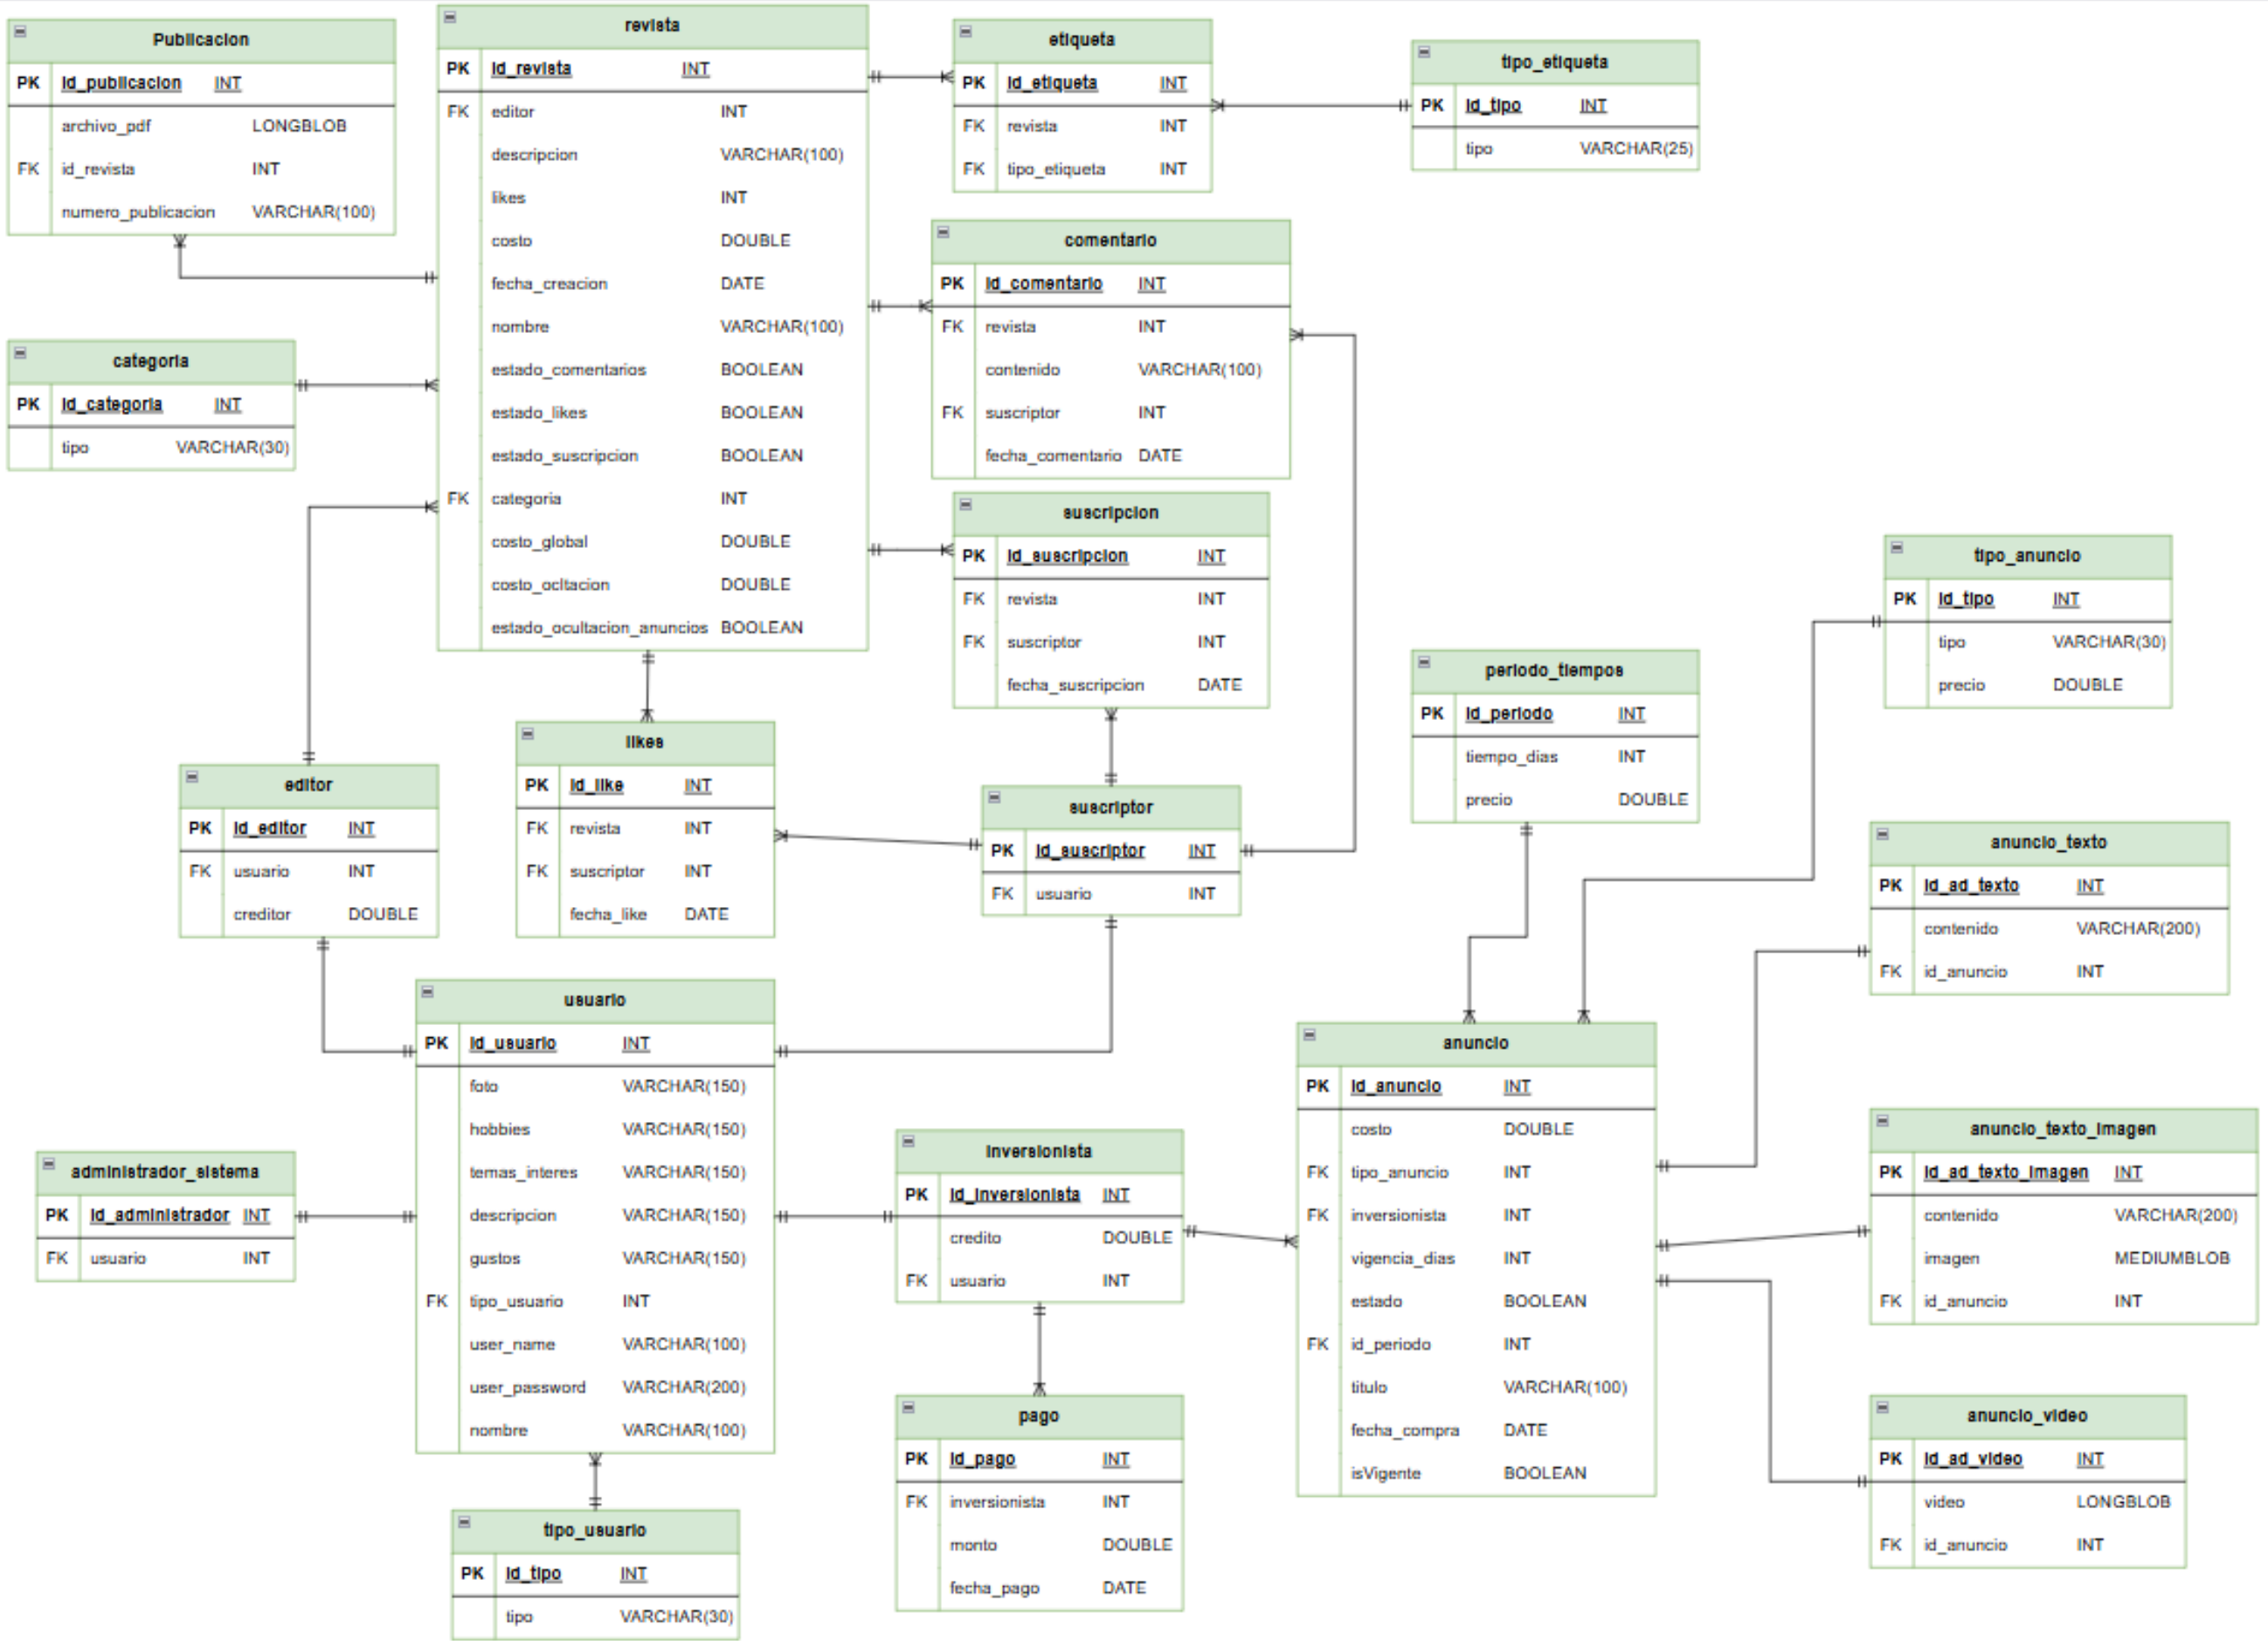 Publicacion
PK id_publicacion INT
archivo_pdf LONGBLOB
FK id_revista INT
numero_publicacion VARCHAR(100)
revista
PK id_revista INT
FK editor INT
descripcion VARCHAR(100)
likes INT
costo DOUBLE
fecha_creacion DATE
nombre VARCHAR(100)
estado_comentarios BOOLEAN
estado_likes BOOLEAN
estado_suscripcion BOOLEAN
FK categoria INT
costo_global DOUBLE
costo_ocltacion DOUBLE
estado_ocultacion_anuncios BOOLEAN
etiqueta
PK id_etiqueta INT
FK revista INT
FK tipo_etiqueta INT
tipo_etiqueta
PK id_tipo INT
tipo VARCHAR(25)
comentario
PK id_comentario INT
FK revista INT
contenido VARCHAR(100)
FK suscriptor INT
fecha_comentario DATE
categoria
PK id_categoria INT
tipo VARCHAR(30)
suscripcion
PK id_suscripcion INT
FK revista INT
FK suscriptor INT
fecha_suscripcion DATE
tipo_anuncio
PK id_tipo INT
tipo VARCHAR(30)
precio DOUBLE
periodo_tiempos
PK id_periodo INT
tiempo_dias INT
precio DOUBLE
likes
PK id_like INT
FK revista INT
FK suscriptor INT
fecha_like DATE
editor
PK id_editor INT
FK usuario INT
creditor DOUBLE
suscriptor
PK id_suscriptor INT
FK usuario INT
anuncio_texto
PK id_ad_texto INT
contenido VARCHAR(200)
FK id_anuncio INT
usuario
PK id_usuario INT
foto VARCHAR(150)
hobbies VARCHAR(150)
temas_interes VARCHAR(150)
descripcion VARCHAR(150)
gustos VARCHAR(150)
FK tipo_usuario INT
user_name VARCHAR(100)
user_password VARCHAR(200)
nombre VARCHAR(100)
anuncio
PK id_anuncio INT
costo DOUBLE
FK tipo_anuncio INT
FK inversionista INT
vigencia_dias INT
estado BOOLEAN
FK id_periodo INT
titulo VARCHAR(100)
fecha_compra DATE
isVigente BOOLEAN
anuncio_texto_imagen
PK id_ad_texto_imagen INT
contenido VARCHAR(200)
imagen MEDIUMBLOB
FK id_anuncio INT
administrador_sistema
PK id_administrador INT
FK usuario INT
inversionista
PK id_inversionista INT
credito DOUBLE
FK usuario INT
pago
PK id_pago INT
FK inversionista INT
monto DOUBLE
fecha_pago DATE
anuncio_video
PK id_ad_video INT
video LONGBLOB
FK id_anuncio INT
tipo_usuario
PK id_tipo INT
tipo VARCHAR(30)